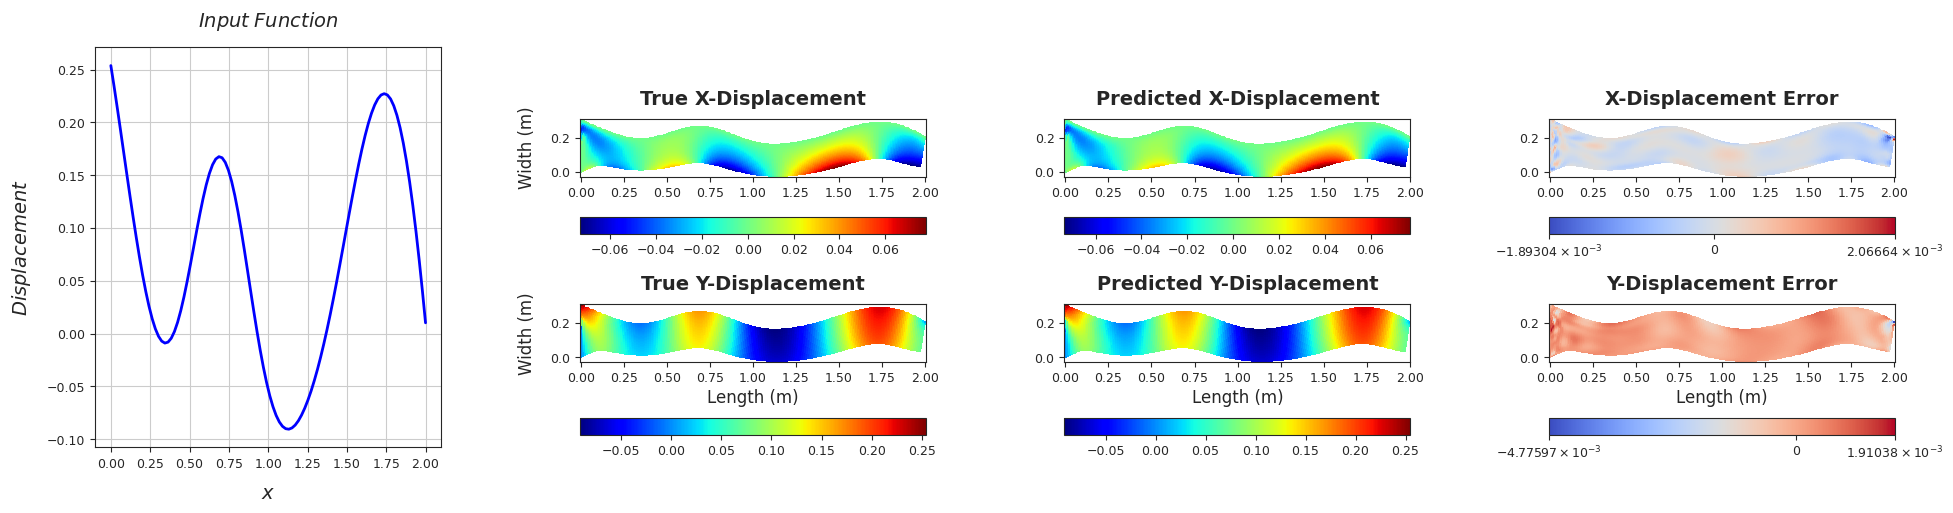 Input Function
Displacement
0.25
0.20
0.15
0.10
0.05
0.00
−0.05
−0.10
0.00 0.25 0.50 0.75 1.00 1.25 1.50 1.75 2.00
x
True X-Displacement
Width (m)
0.2
0.0
0.00 0.25 0.50 0.75 1.00 1.25 1.50 1.75 2.00
−0.06 −0.04 −0.02 0.00 0.02 0.04 0.06
Predicted X-Displacement
0.2
0.0
0.00 0.25 0.50 0.75 1.00 1.25 1.50 1.75 2.00
−0.06 −0.04 −0.02 0.00 0.02 0.04 0.06
X-Displacement Error
0.2
0.0
0.00 0.25 0.50 0.75 1.00 1.25 1.50 1.75 2.00
−1.89304 × 10⁻³ 0 2.06664 × 10⁻³
True Y-Displacement
Width (m)
0.2
0.0
0.00 0.25 0.50 0.75 1.00 1.25 1.50 1.75 2.00
Length (m)
−0.05 0.00 0.05 0.10 0.15 0.20 0.25
Predicted Y-Displacement
0.2
0.0
0.00 0.25 0.50 0.75 1.00 1.25 1.50 1.75 2.00
Length (m)
−0.05 0.00 0.05 0.10 0.15 0.20 0.25
Y-Displacement Error
0.2
0.0
0.00 0.25 0.50 0.75 1.00 1.25 1.50 1.75 2.00
Length (m)
−4.77597 × 10⁻³ 0 1.91038 × 10⁻³